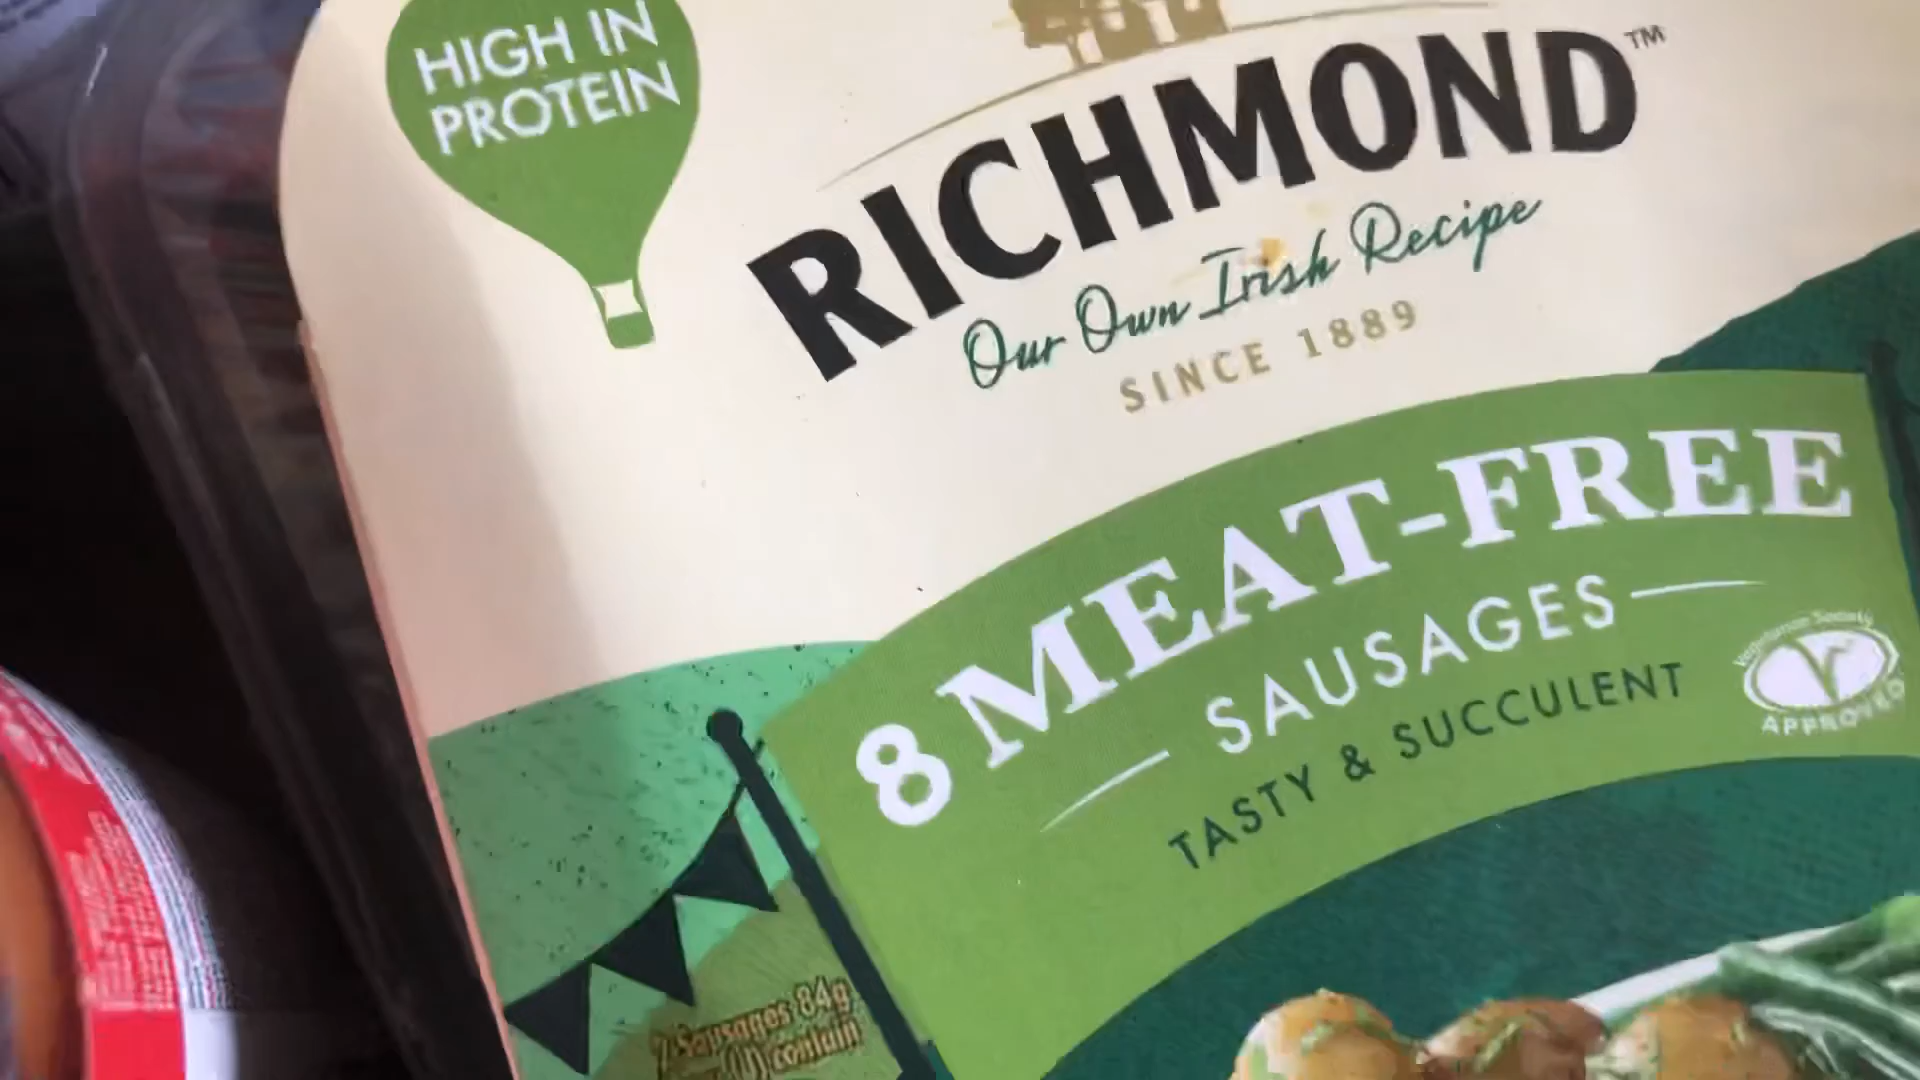 HIGH IN
PROTEIN
RICHMOND™
Our Own Irish Recipe
SINCE 1889
8 MEAT-FREE
SAUSAGES
TASTY & SUCCULENT
Vegetarian Society
APPROVED
2 Sausages 84g
contain